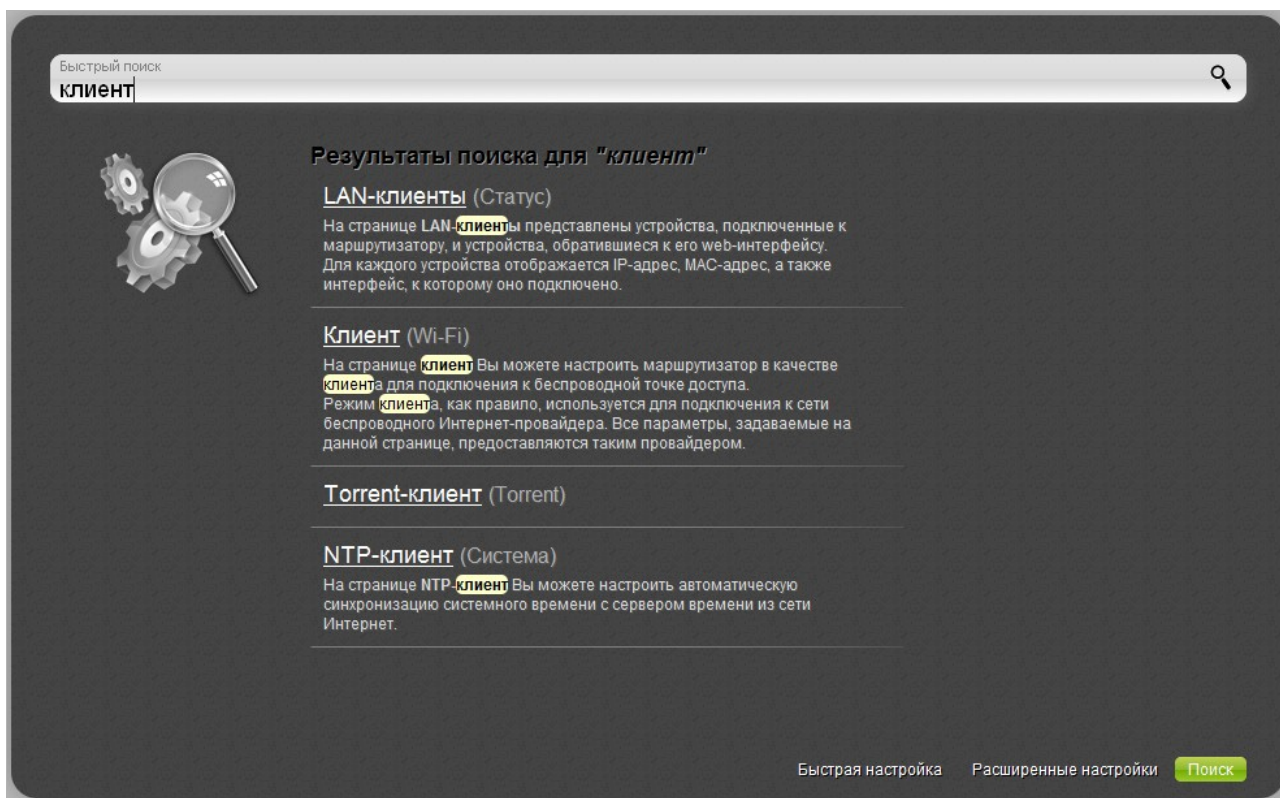 Быстрый поиск
клиент
Результаты поиска для "клиент"
LAN-клиенты (Статус)
На странице LAN-клиенты представлены устройства, подключенные к
маршрутизатору, и устройства, обратившиеся к его web-интерфейсу.
Для каждого устройства отображается IP-адрес, MAC-адрес, а также
интерфейс, к которому оно подключено.
Клиент (Wi-Fi)
На странице клиент Вы можете настроить маршрутизатор в качестве
клиента для подключения к беспроводной точке доступа.
Режим клиента, как правило, используется для подключения к сети
беспроводного Интернет-провайдера. Все параметры, задаваемые на
данной странице, предоставляются таким провайдером.
Torrent-клиент (Torrent)
NTP-клиент (Система)
На странице NTP-клиент Вы можете настроить автоматическую
синхронизацию системного времени с сервером времени из сети
Интернет.
Быстрая настройка Расширенные настройки Поиск